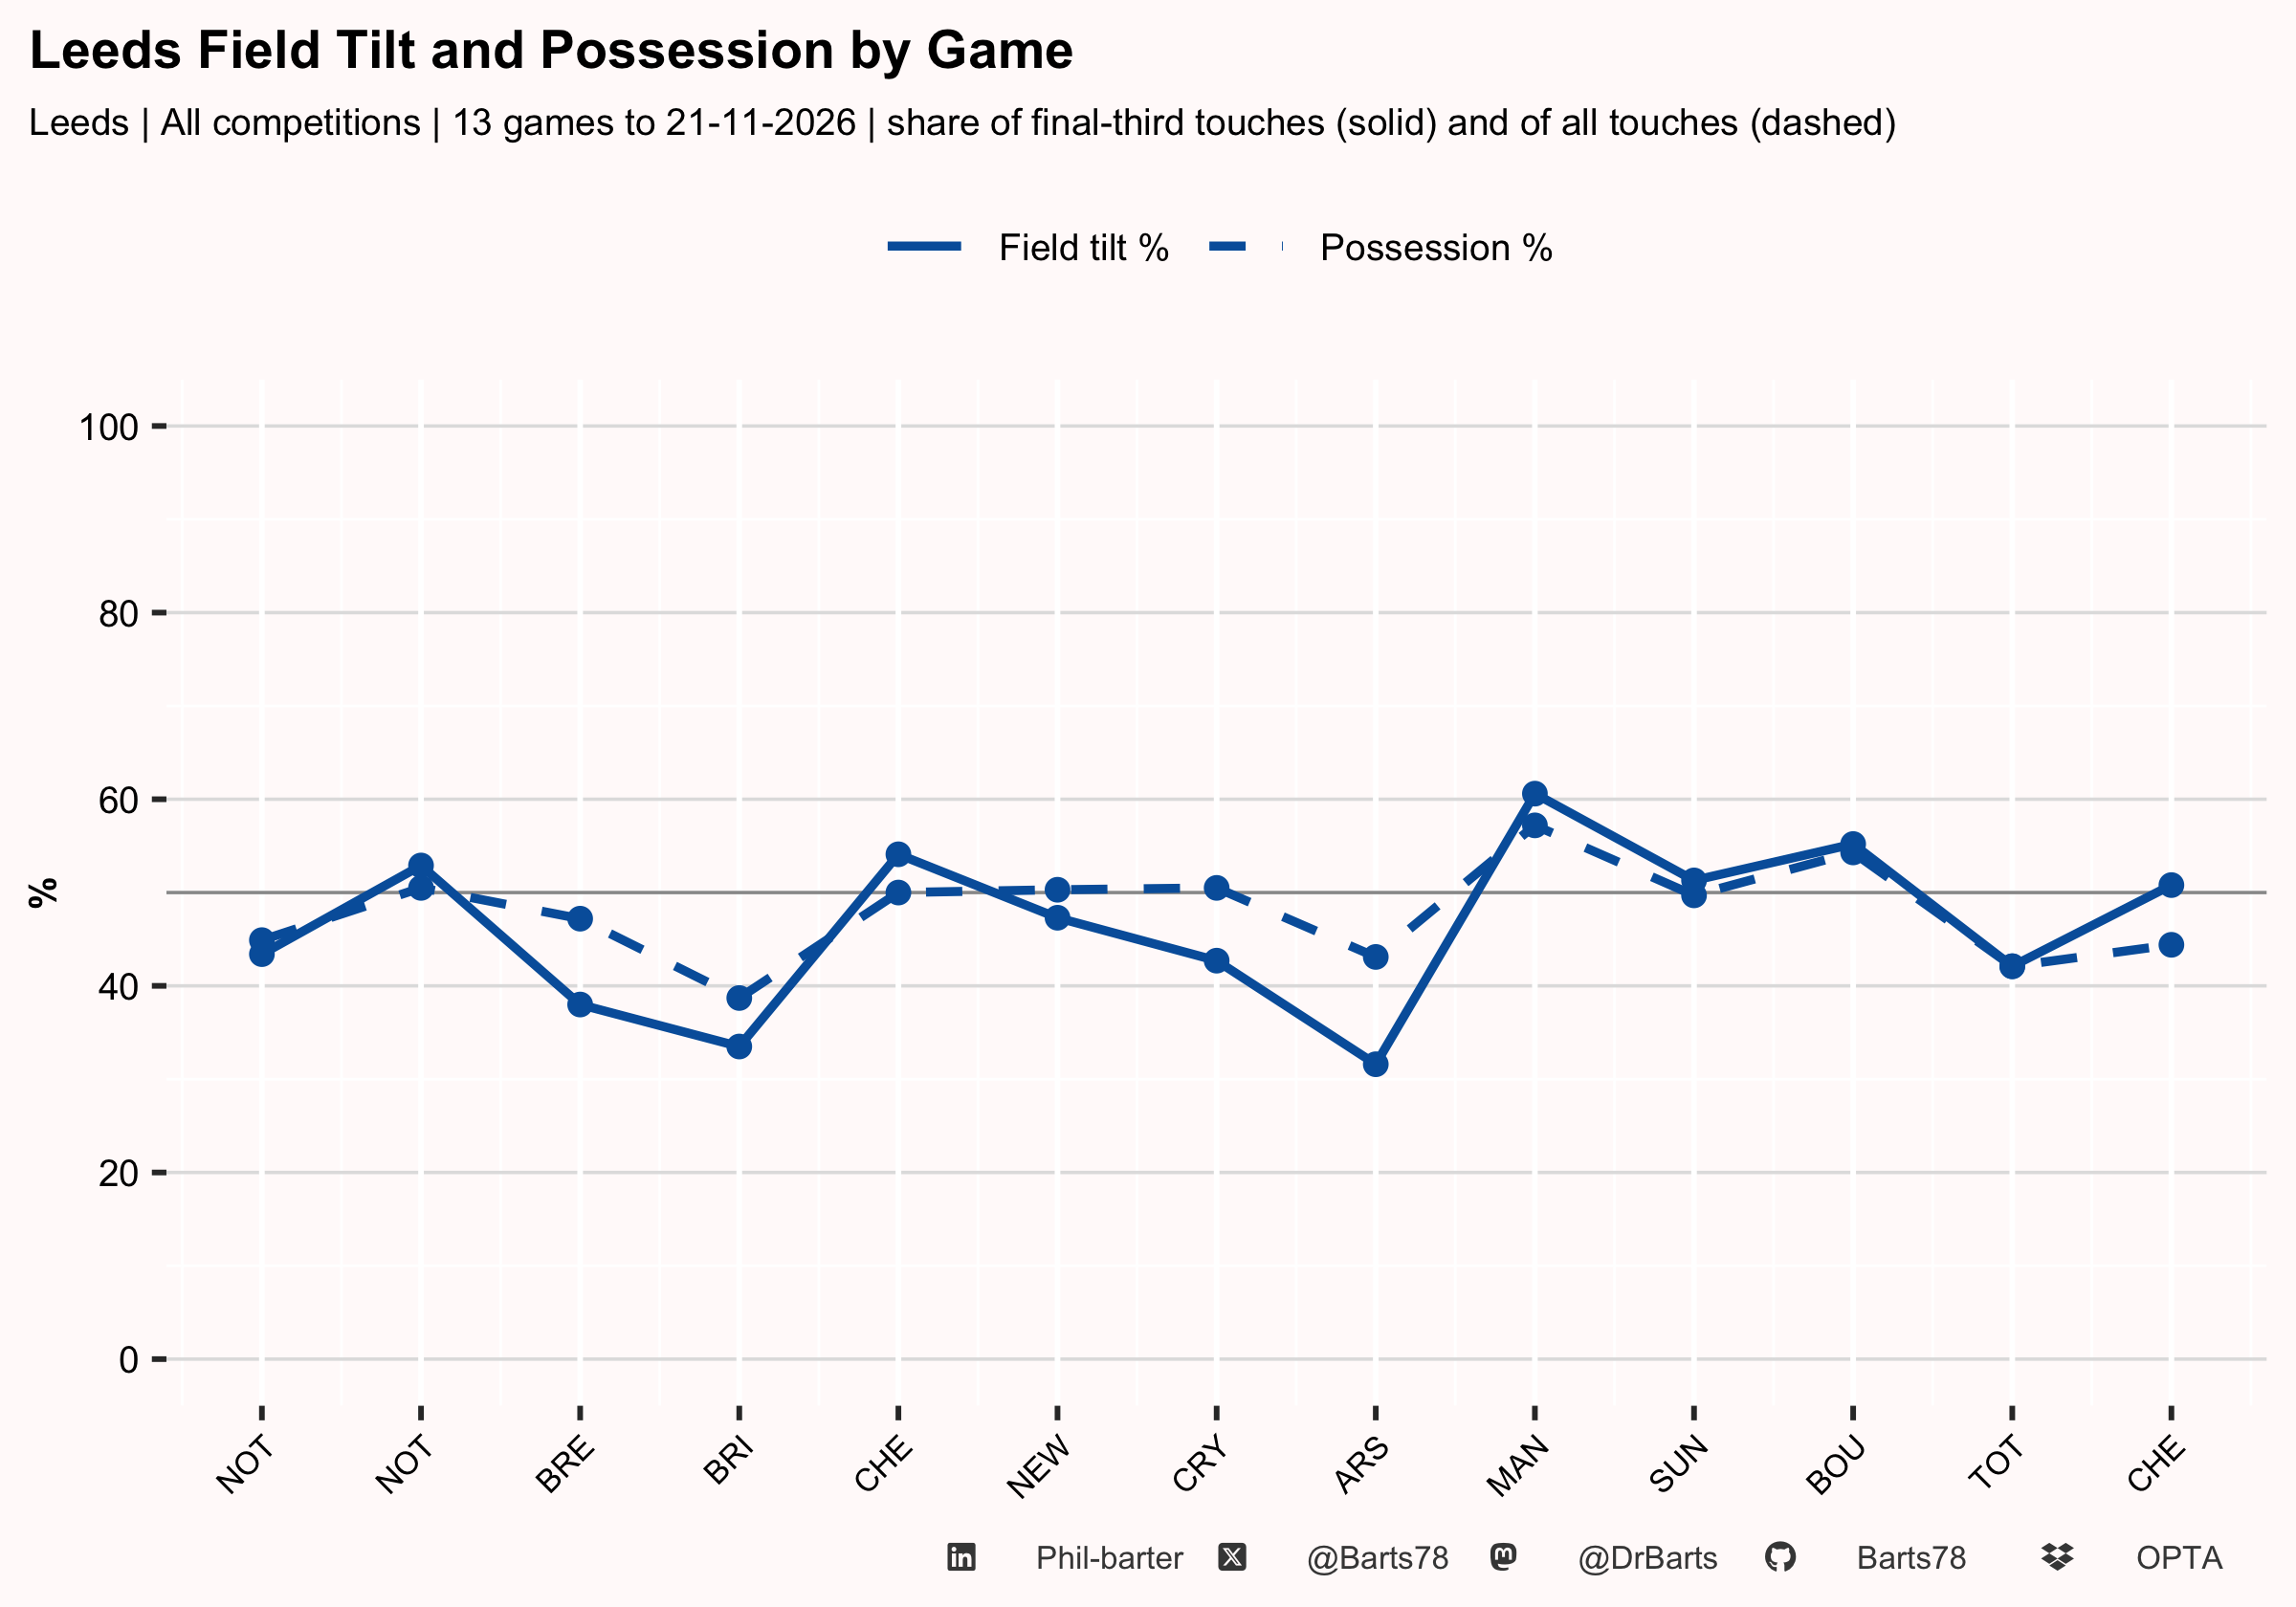 Leeds Field Tilt and Possession by Game
Leeds | All competitions | 13 games to 21-11-2026 | share of final-third touches (solid) and of all touches (dashed)
Field tilt % Possession %
100
80
60
40
20
0
%
NOT NOT BRE BRI CHE NEW CRY ARS MAN SUN BOU TOT CHE
Phil-barter @Barts78 @DrBarts Barts78 OPTA